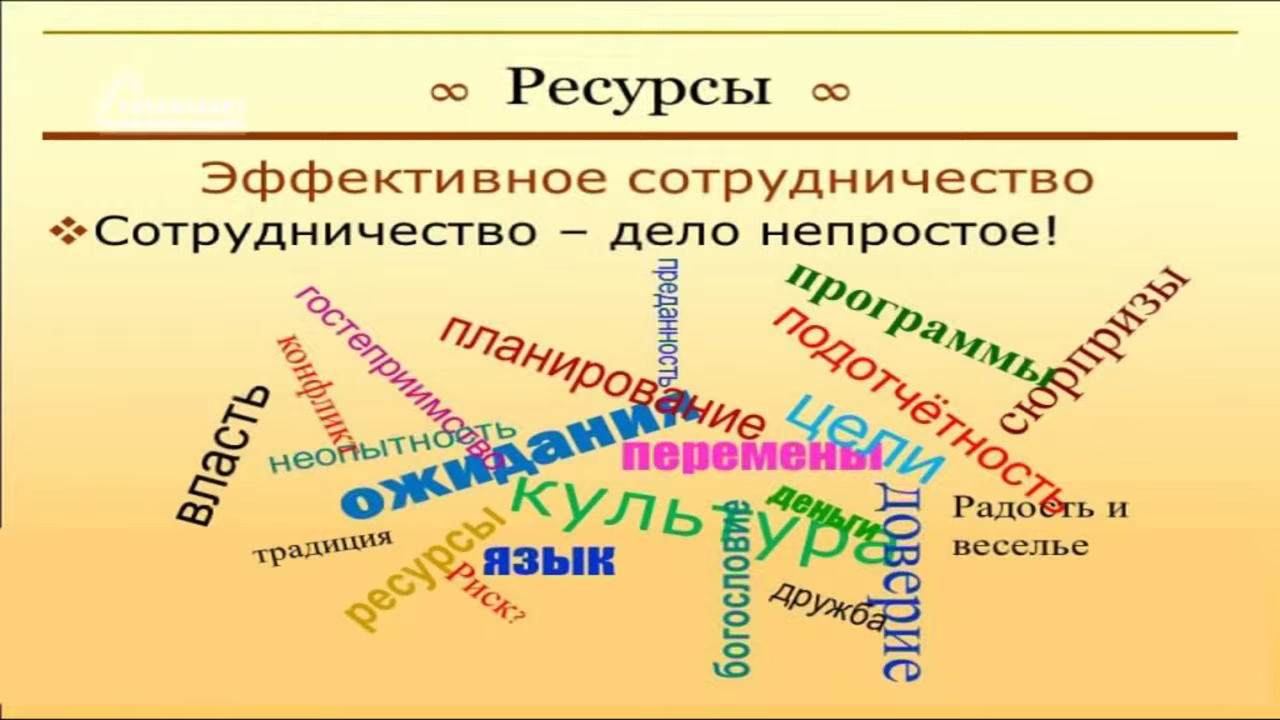 ∞ Ресурсы ∞
Эффективное сотрудничество
❖Сотрудничество – дело непростое!
преданность
программы
сюрпризы
гостеприимство
планирование
подотчётность
конфликт
власть
неопытность
ожидания
перемены
цели
культура
деньги
Радость и
веселье
традиция
ресурсы
язык
Риск?
богословие
дружба
Доверие